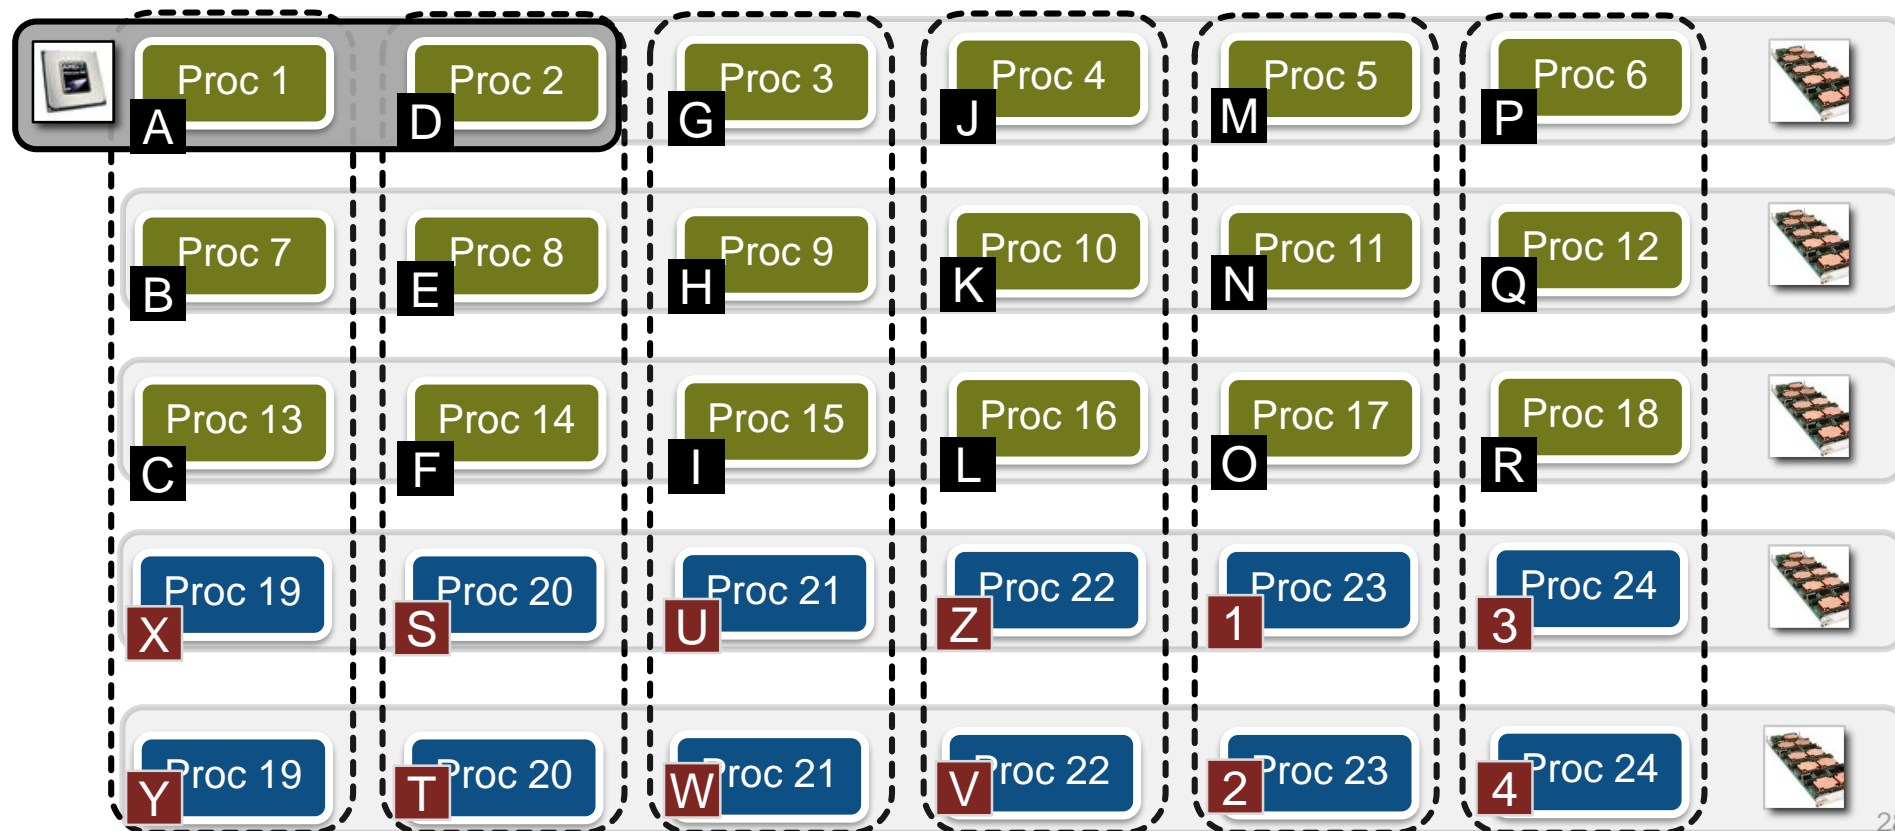 Proc 1 Proc 2 Proc 3 Proc 4 Proc 5 Proc 6
A D G J M P
Proc 7 Proc 8 Proc 9 Proc 10 Proc 11 Proc 12
B E H K N Q
Proc 13 Proc 14 Proc 15 Proc 16 Proc 17 Proc 18
C F I L O R
Proc 19 Proc 20 Proc 21 Proc 22 Proc 23 Proc 24
X S U Z 1 3
Proc 19 Proc 20 Proc 21 Proc 22 Proc 23 Proc 24
Y T W V 2 4